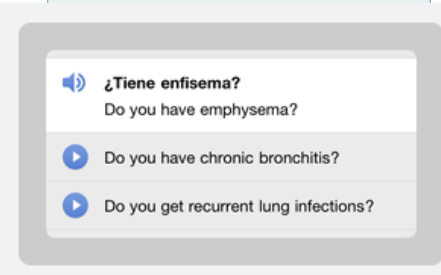 ¿Tiene enfisema?
Do you have emphysema?
Do you have chronic bronchitis?
Do you get recurrent lung infections?